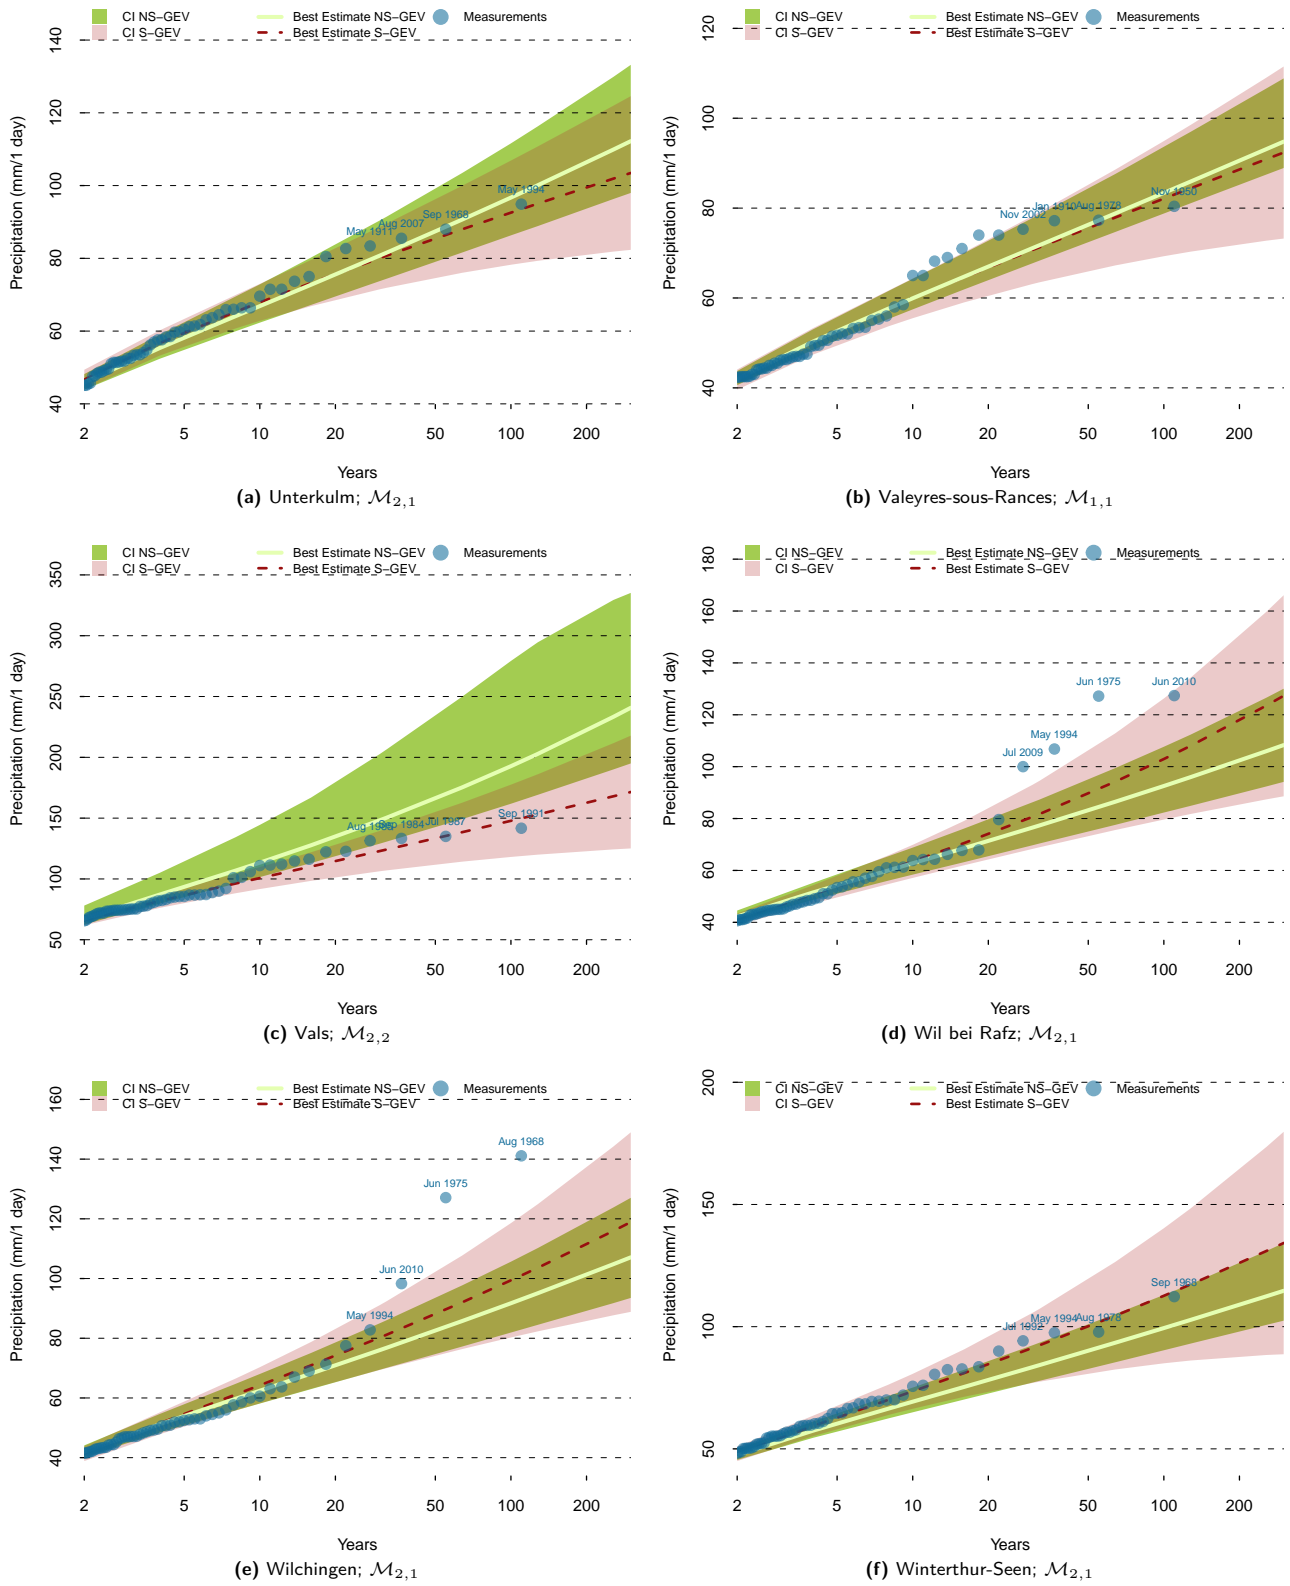 CI NS−GEV Best Estimate NS−GEV Measurements
CI S−GEV Best Estimate S−GEV
Precipitation (mm/1 day)
40 60 80 100 120 140
May 1911 Aug 2007 Sep 1968 May 1994
2 5 10 20 50 100 200
Years
(a) Unterkulm; M2,1
CI NS−GEV Best Estimate NS−GEV Measurements
CI S−GEV Best Estimate S−GEV
Precipitation (mm/1 day)
40 60 80 100 120
Nov 2002 Jan 1910 Aug 1978 Nov 1950
2 5 10 20 50 100 200
Years
(b) Valeyres-sous-Rances; M1,1
CI NS−GEV Best Estimate NS−GEV Measurements
CI S−GEV Best Estimate S−GEV
Precipitation (mm/1 day)
50 100 150 200 250 300 350
Aug Sep 1984 Jul 1987 Sep 1991
2 5 10 20 50 100 200
Years
(c) Vals; M2,2
CI NS−GEV Best Estimate NS−GEV Measurements
CI S−GEV Best Estimate S−GEV
Precipitation (mm/1 day)
40 60 80 100 120 140 160 180
Jul 2009 May 1994 Jun 1975 Jun 2010
2 5 10 20 50 100 200
Years
(d) Wil bei Rafz; M2,1
CI NS−GEV Best Estimate NS−GEV Measurements
CI S−GEV Best Estimate S−GEV
Precipitation (mm/1 day)
40 60 80 100 120 140 160
May 1994 Jun 2010 Jun 1975 Aug 1968
2 5 10 20 50 100 200
Years
(e) Wilchingen; M2,1
CI NS−GEV Best Estimate NS−GEV Measurements
CI S−GEV Best Estimate S−GEV
Precipitation (mm/1 day)
50 100 150 200
Jul 1992 May 1994 Aug 1978 Sep 1968
2 5 10 20 50 100 200
Years
(f) Winterthur-Seen; M2,1